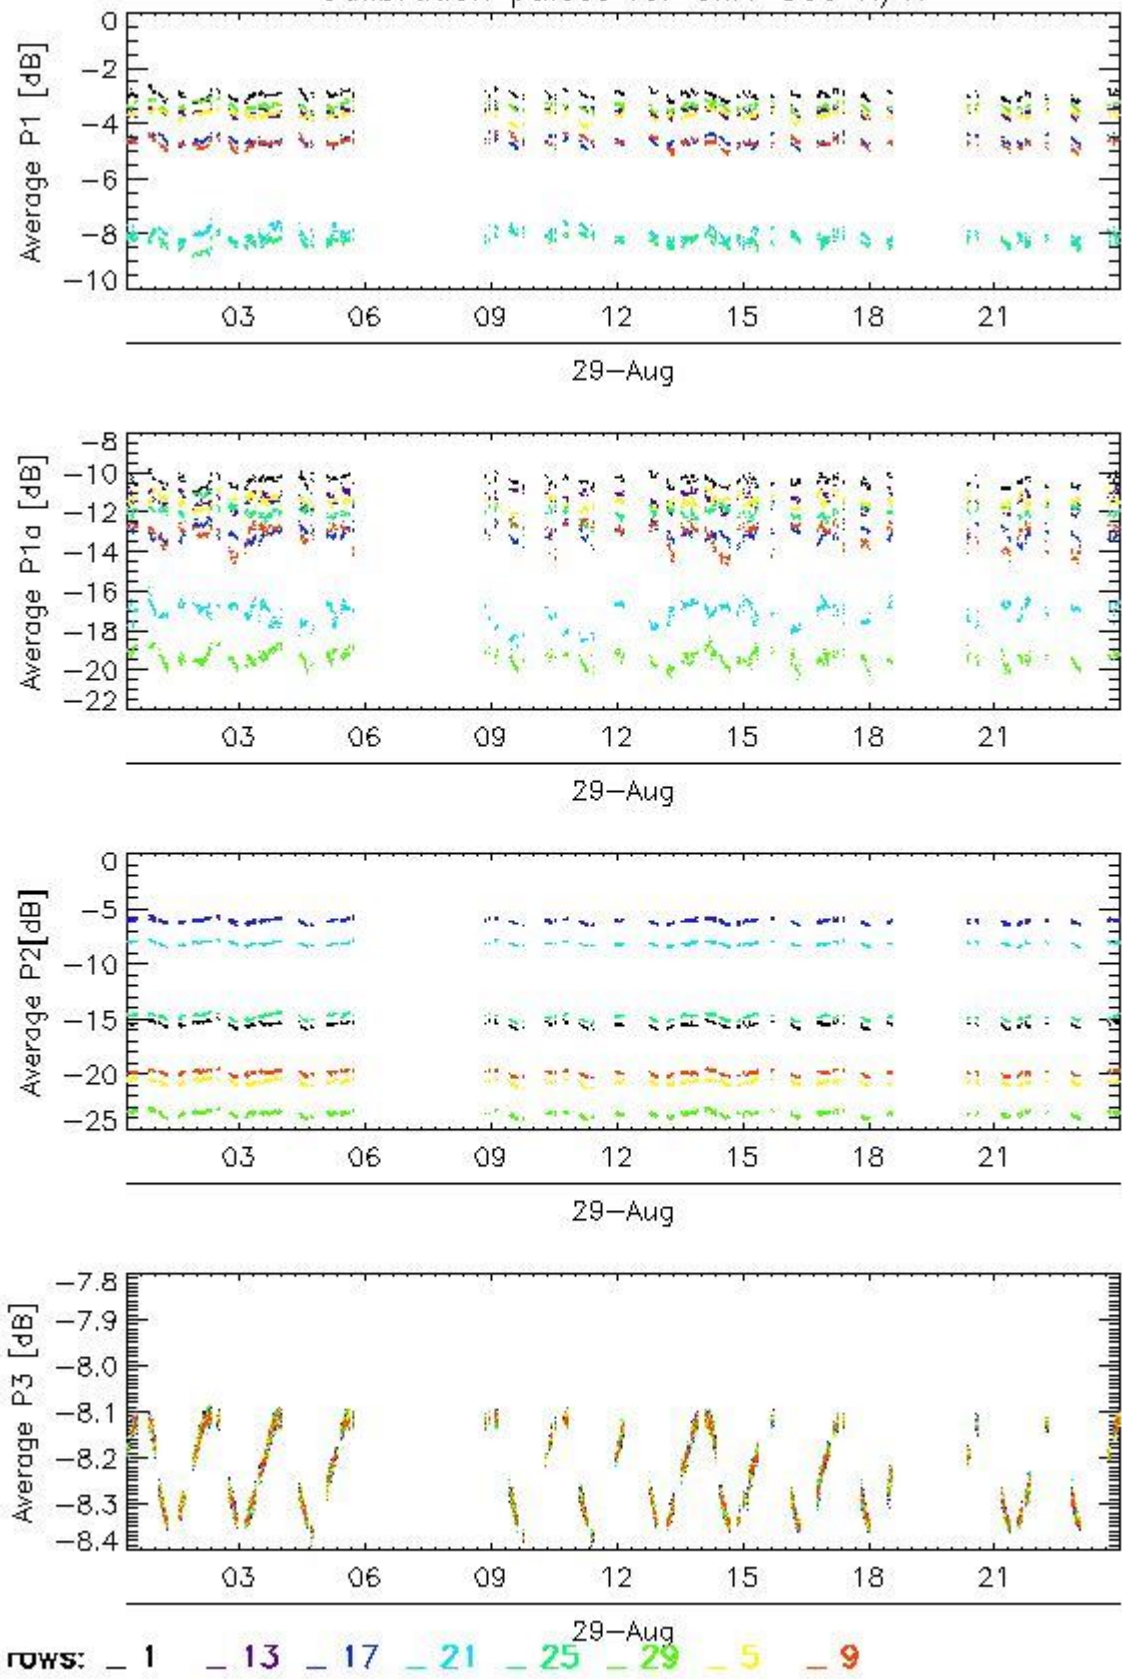 0
-2
-4
-6
-8
-10
Average P1 [dB]
03 06 09 12 15 18 21
29-Aug
-8
-10
-12
-14
-16
-18
-20
-22
Average P1a [dB]
03 06 09 12 15 18 21
29-Aug
0
-5
-10
-15
-20
-25
Average P2[dB]
03 06 09 12 15 18 21
29-Aug
-7.8
-7.9
-8.0
-8.1
-8.2
-8.3
-8.4
Average P3 [dB]
03 06 09 12 15 18 21
29-Aug
rows: _ 1 _ 13 _ 17 _ 21 _ 25 _ 29 _ 5 _ 9